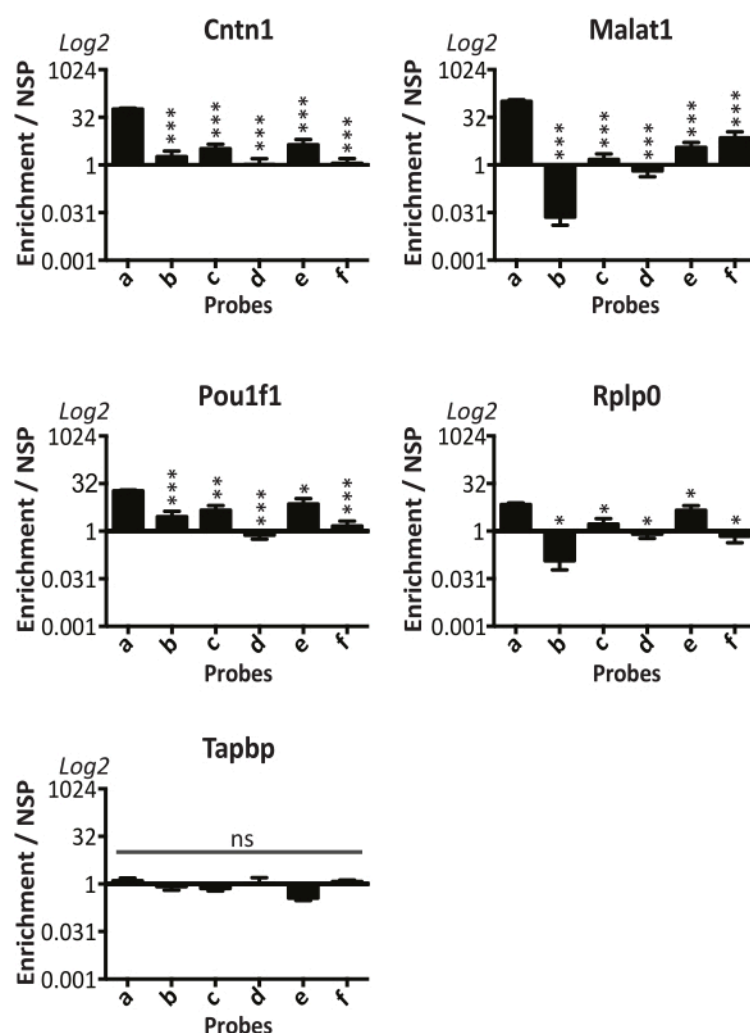 Cntn1
Log2
Enrichment / NSP
1024
32
1
0.031
0.001
*** *** *** *** ***
a b c d e f
Probes
Malat1
Log2
Enrichment / NSP
1024
32
1
0.031
0.001
*** *** *** *** ***
a b c d e f
Probes
Pou1f1
Log2
Enrichment / NSP
1024
32
1
0.031
0.001
*** ** *** * ***
a b c d e f
Probes
Rplp0
Log2
Enrichment / NSP
1024
32
1
0.031
0.001
* * * * *
a b c d e f
Probes
Tapbp
Log2
Enrichment / NSP
1024
32
1
0.031
0.001
ns
a b c d e f
Probes